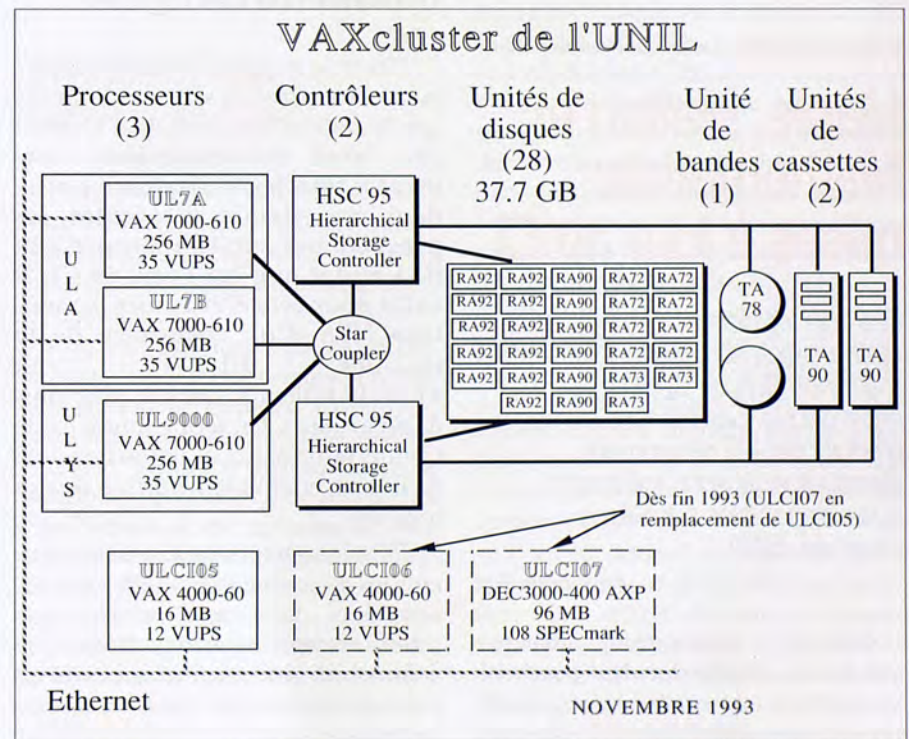 VAXcluster de l'UNIL
Processeurs
(3)
Contrôleurs
(2)
Unités de
disques
(28)
37.7 GB
Unité
de
bandes
(1)
Unités
de
cassettes
(2)
U
L
A
UL7A
VAX 7000-610
256 MB
35 VUPS
UL7B
VAX 7000-610
256 MB
35 VUPS
U
L
Y
S
UL9000
VAX 7000-610
256 MB
35 VUPS
HSC 95
Hierarchical
Storage
Controller
Star
Coupler
HSC 95
Hierarchical
Storage
Controller
RA92 RA92 RA90 RA72 RA72
RA92 RA92 RA90 RA72 RA72
RA92 RA92 RA90 RA72 RA72
RA92 RA92 RA90 RA72 RA72
RA92 RA92 RA90 RA73 RA73
RA92 RA90 RA73
TA
78
TA
90
TA
90
Dès fin 1993 (ULCI07 en
remplacement de ULCI05)
ULCI05
VAX 4000-60
16 MB
12 VUPS
ULCI06
VAX 4000-60
16 MB
12 VUPS
ULCI07
DEC3000-400 AXP
96 MB
108 SPECmark
Ethernet
NOVEMBRE 1993